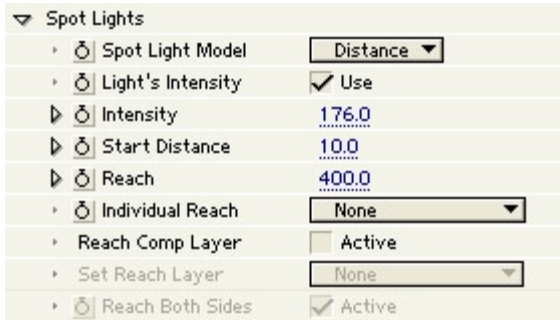 Spot Lights
Spot Light Model Distance
Light's Intensity Use
Intensity 176.0
Start Distance 10.0
Reach 400.0
Individual Reach None
Reach Comp Layer Active
Set Reach Layer None
Reach Both Sides Active